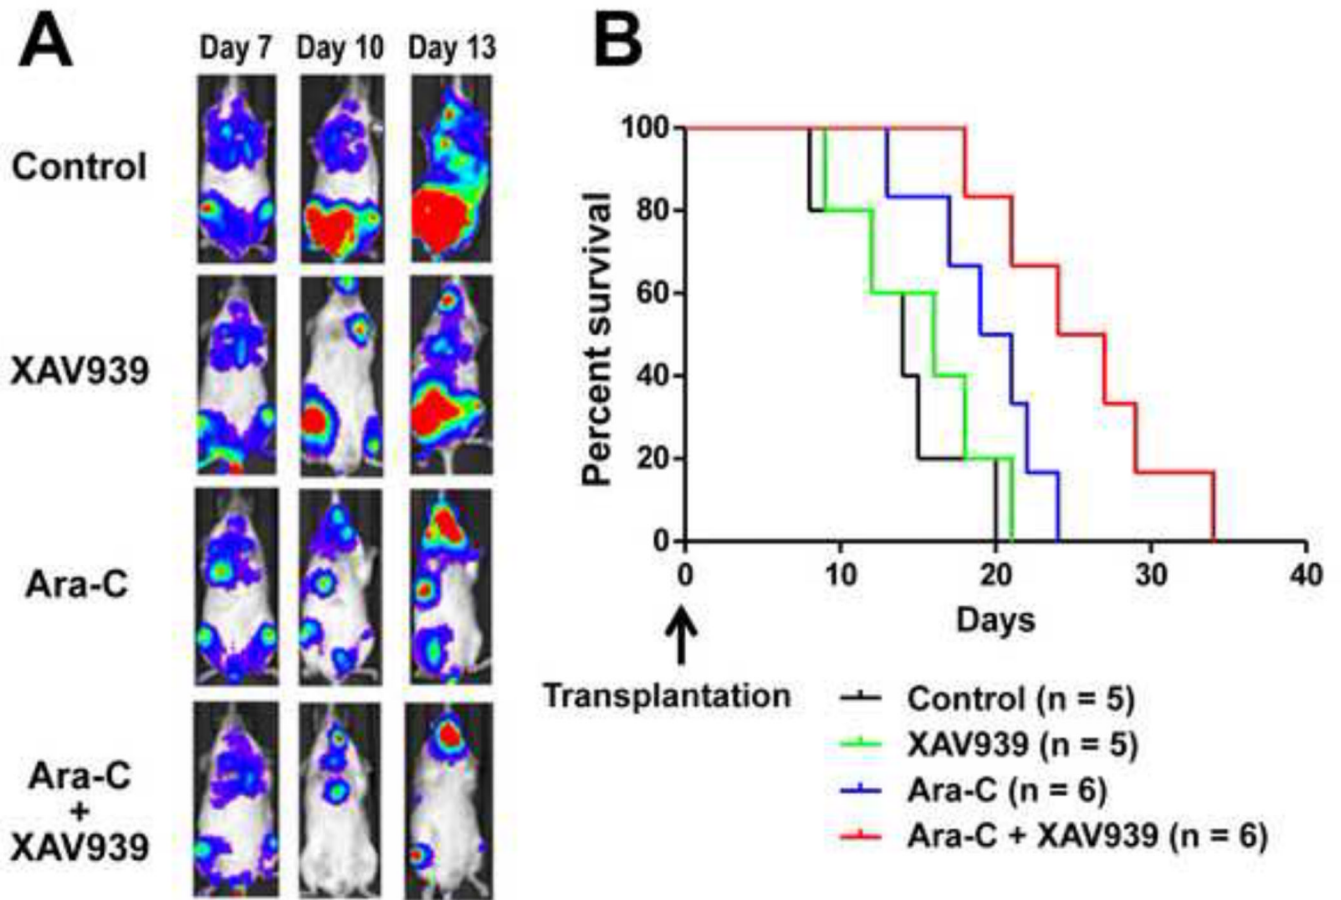 A
Day 7 Day 10 Day 13
Control
XAV939
Ara-C
Ara-C
+
XAV939
B
Percent survival
100
80
60
40
20
0
0 10 20 30 40
Days
Transplantation
Control (n = 5)
XAV939 (n = 5)
Ara-C (n = 6)
Ara-C + XAV939 (n = 6)